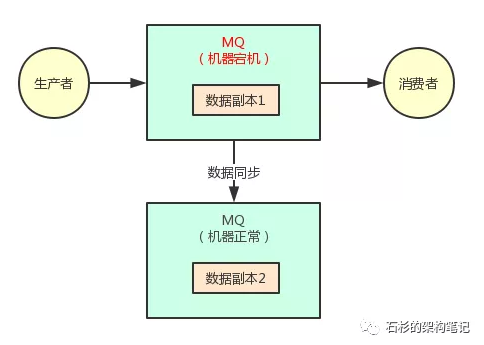 MQ
（机器宕机）
生产者
数据副本1
消费者
数据同步
MQ
（机器正常）
数据副本2
石杉的架构笔记